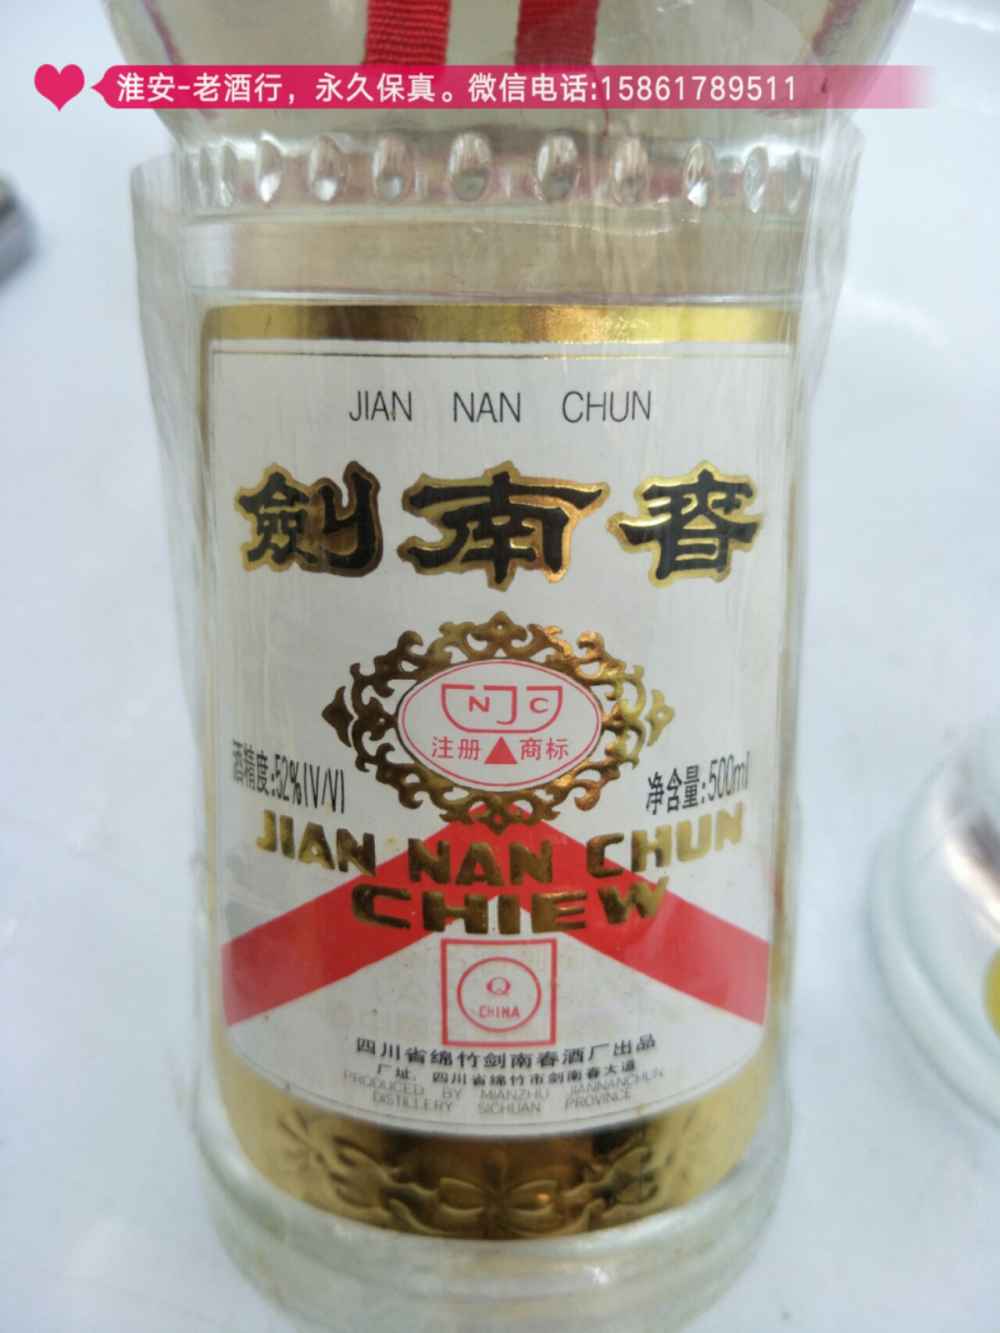 淮安-老酒行，永久保真。微信电话:15861789511
JIAN NAN CHUN
劍南春
NJC
注册 商标
酒精度:52%(V/V)
净含量:500ml
JIAN NAN CHUN
CHIEW
Q
CHINA
四川省绵竹剑南春酒厂出品
厂址:四川省绵竹市剑南春大道
PRODUCED BY MIANZHU JIANNANCHUN
DISTILLERY SICHUAN PROVINCE